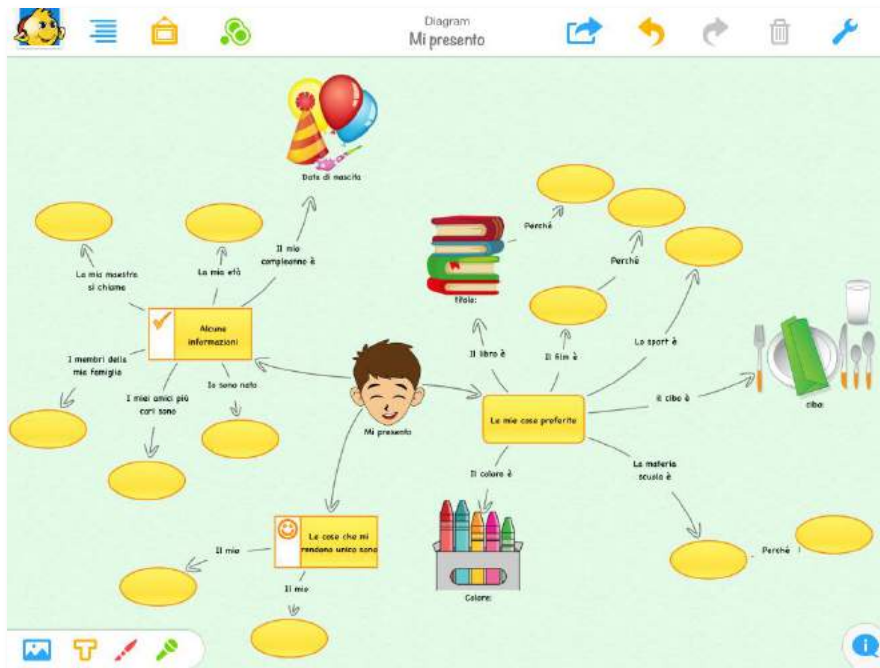 Diagram
Mi presento
Data di nascita
Il mio
compleanno è
La mia età
La mia maestra
si chiama
Alcune
informazioni
I membri della
mia famiglia
I miei amici più
cari sono
Io sono nato
Mi presento
titolo:
Perché
Perché
Il libro è
Il film è
Lo sport è
il cibo è
cibo:
Le mie cose preferite
Il colore è
La materia
scuola è
Colore:
Perché
Le cose che mi
rendono unico sono
Il mio
Il mio